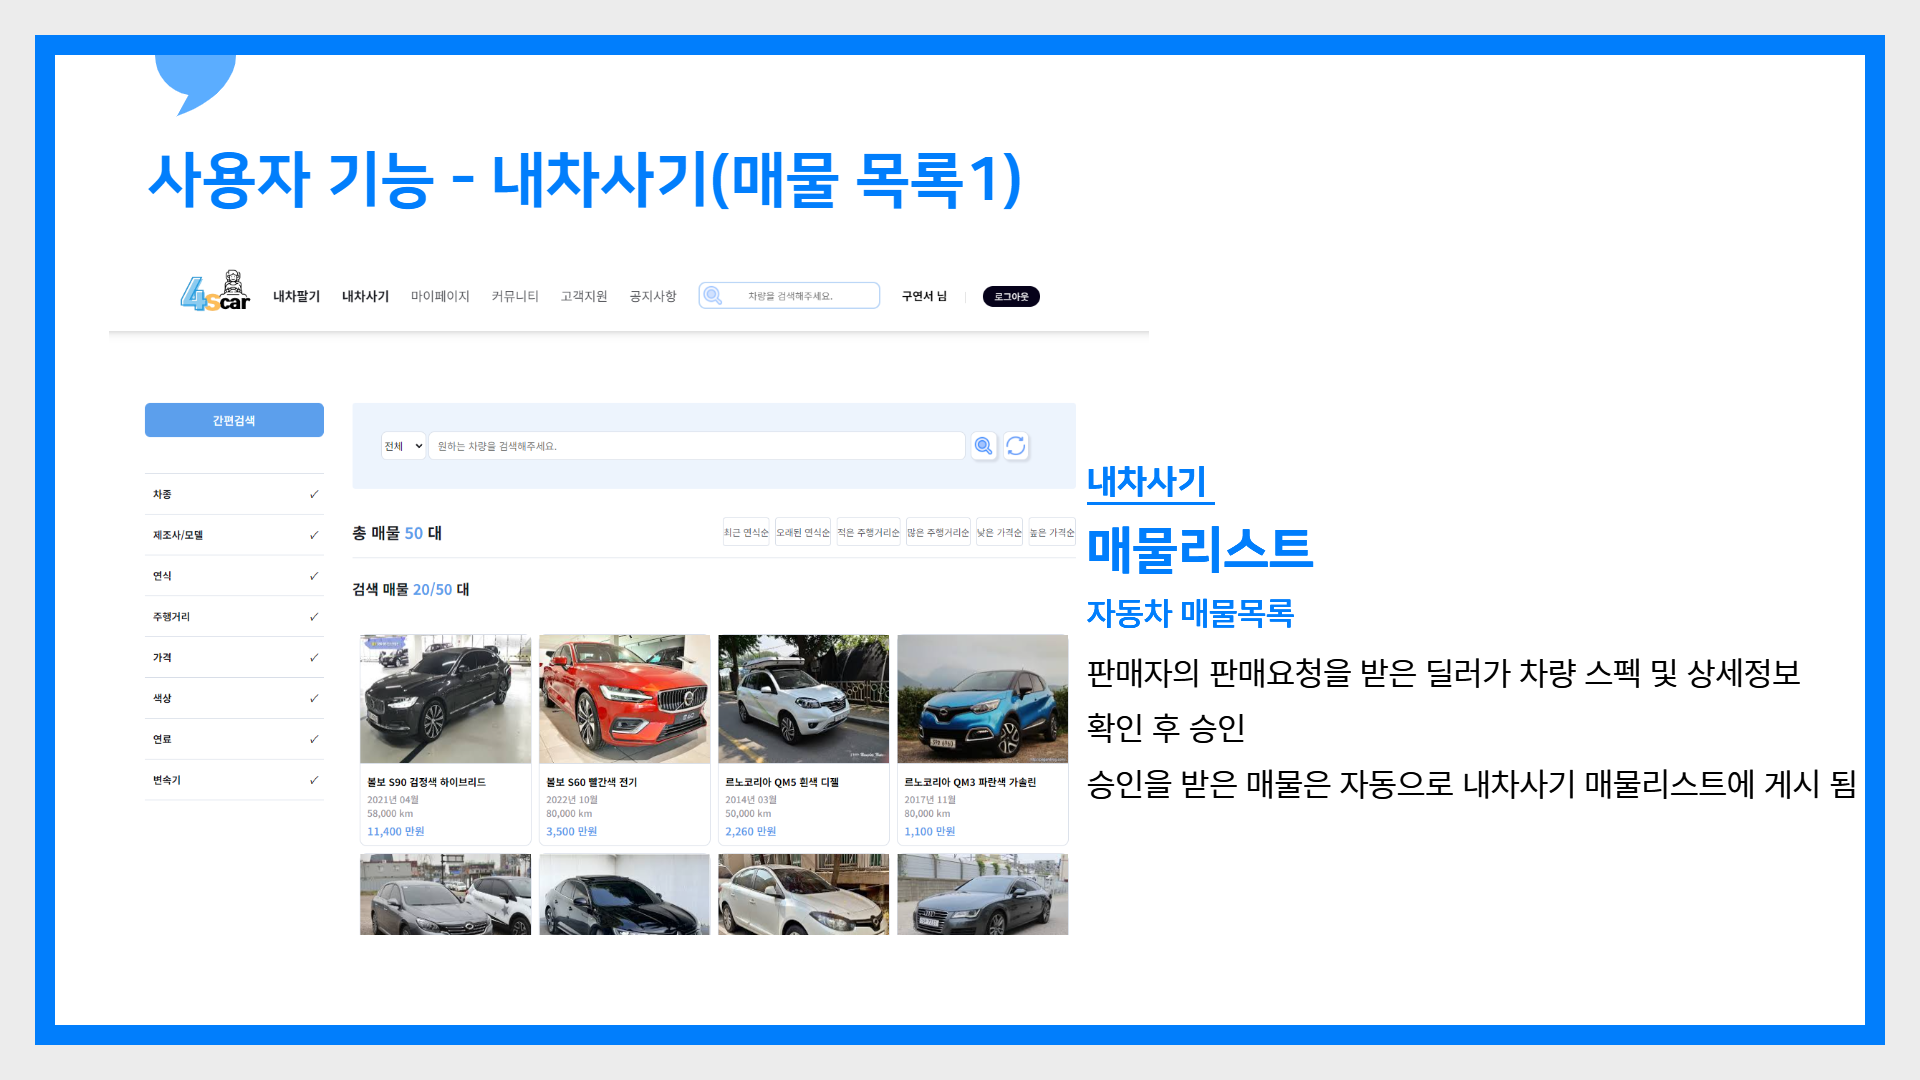 사용자 기능 - 내차사기(매물 목록1)
4scar
내차팔기 내차사기 마이페이지 커뮤니티 고객지원 공지사항 차량을 검색해주세요. 구연서 님 로그아웃
간편검색
차종
제조사/모델
연식
주행거리
가격
색상
연료
변속기
전체 원하는 차량을 검색해주세요.
총 매물 50 대
최근 연식순 오래된 연식순 적은 주행거리순 많은 주행거리순 낮은 가격순 높은 가격순
검색 매물 20/50 대
볼보 S90 검정색 하이브리드
2021년 04월
58,000 km
11,400 만원
볼보 S60 빨간색 전기
2022년 10월
80,000 km
3,500 만원
르노코리아 QM5 흰색 디젤
2014년 03월
50,000 km
2,260 만원
르노코리아 QM3 파란색 가솔린
2017년 11월
80,000 km
1,100 만원
내차사기
매물리스트
자동차 매물목록
판매자의 판매요청을 받은 딜러가 차량 스펙 및 상세정보
확인 후 승인
승인을 받은 매물은 자동으로 내차사기 매물리스트에 게시 됨